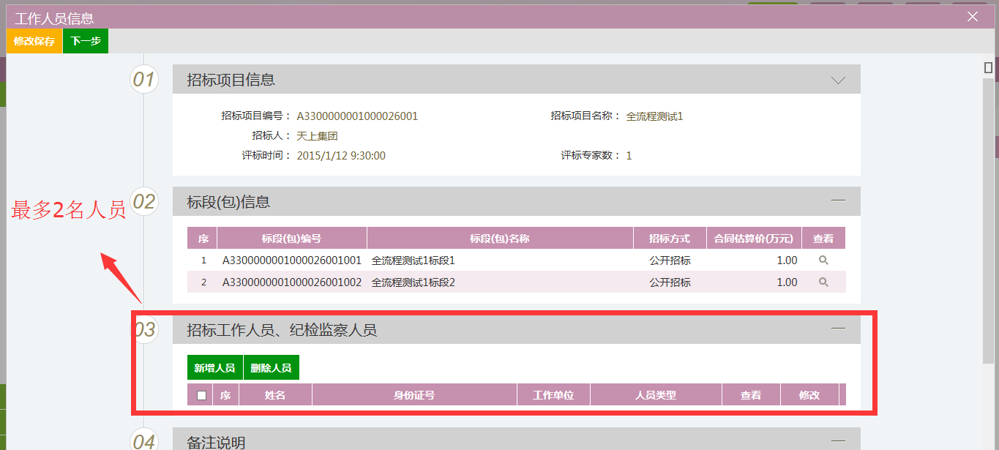 工作人员信息
修改保存 下一步
01 招标项目信息
招标项目编号： A3300000001000026001 招标项目名称： 全流程测试1
招标人： 天上集团
评标时间： 2015/1/12 9:30:00 评标专家数： 1
02 标段(包)信息
最多2名人员
序 标段(包)编号 标段(包)名称 招标方式 合同估算价(万元) 查看
1 A3300000001000026001001 全流程测试1标段1 公开招标 1.00
2 A3300000001000026001002 全流程测试1标段2 公开招标 1.00
03 招标工作人员、纪检监察人员
新增人员 删除人员
序 姓名 身份证号 工作单位 人员类型 查看 修改
04 备注说明